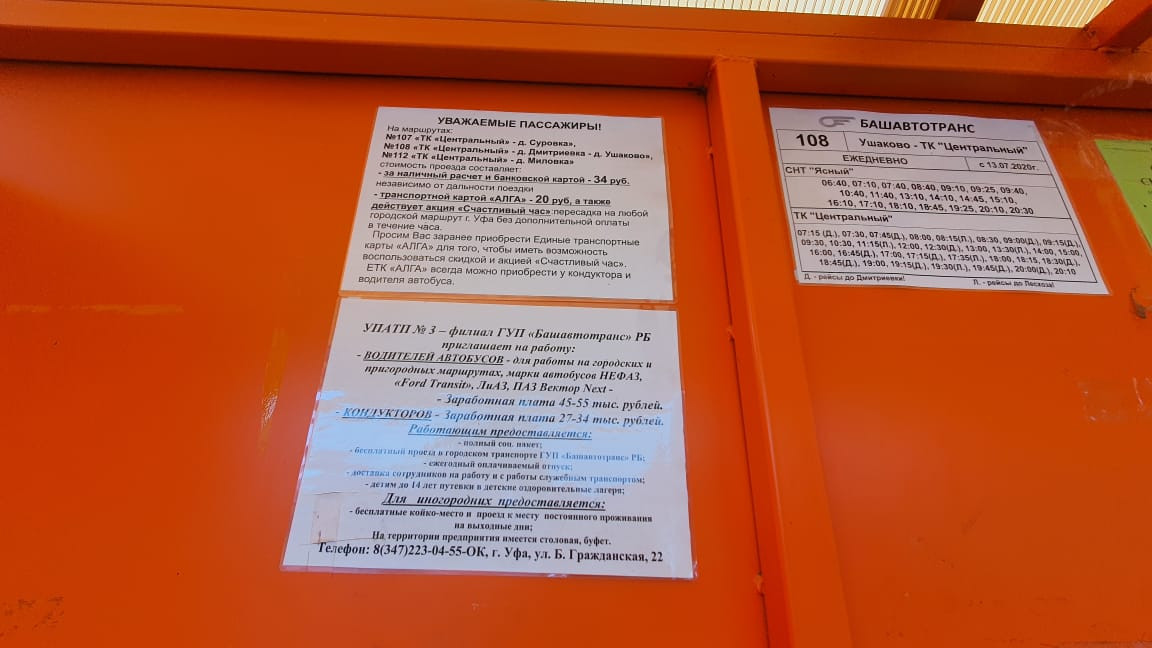 УВАЖАЕМЫЕ ПАССАЖИРЫ!
На маршрутах:
№107 «ТК «Центральный» - д. Суровка»,
№108 «ТК «Центральный» - д. Дмитриевка - д. Ушаково»,
№112 «ТК «Центральный» - д. Миловка»
стоимость проезда составляет:
- за наличный расчет и банковской картой - 34 руб.
независимо от дальности поездки
- транспортной картой «АЛГА» - 20 руб, а также
действует акция «Счастливый час»:пересадка на любой
городской маршрут г. Уфа без дополнительной оплаты
в течение часа.
Просим Вас заранее приобрести Единые транспортные
карты «АЛГА» для того, чтобы иметь возможность
воспользоваться скидкой и акцией «Счастливый час».
ЕТК «АЛГА» всегда можно приобрести у кондуктора и
водителя автобуса.
УПАТП № 3 – филиал ГУП «Башавтотранс» РБ
приглашает на работу:
- ВОДИТЕЛЕЙ АВТОБУСОВ - для работы на городских и
пригородных маршрутах, марки автобусов НЕФАЗ,
«Ford Transit», ЛиАЗ, ПАЗ Вектор Next -
- Заработная плата 45-55 тыс. рублей.
- КОНДУКТОРОВ - Заработная плата 27-34 тыс. рублей.
Работающим предоставляется:
- полный соц. пакет;
- бесплатный проезд в городском транспорте ГУП «Башавтотранс» РБ;
- ежегодный оплачиваемый отпуск;
- доставка сотрудников на работу и с работы служебным транспортом;
- детям до 14 лет путевки в детские оздоровительные лагеря;
Для иногородних предоставляется:
- бесплатные койко-место и проезд к месту постоянного проживания
на выходные дни;
На территории предприятия имеется столовая, буфет.
Телефон: 8(347)223-04-55-ОК, г. Уфа, ул. Б. Гражданская, 22
БАШАВТОТРАНС
108 Ушаково - ТК "Центральный"
ЕЖЕДНЕВНО с 13.07.2020г.
СНТ "Ясный"
06:40, 07:10, 07:40, 08:40, 09:10, 09:25, 09:40,
10:40, 11:40, 13:10, 14:10, 14:45, 15:10,
16:10, 17:10, 18:10, 18:45, 19:25, 20:10, 20:30
ТК "Центральный"
07:15 (Д.), 07:30, 07:45(Д.), 08:00, 08:15(Л.), 08:30, 09:00(Д.), 09:15(Д.),
09:30, 10:30, 11:15(Л.), 12:00, 12:30(Д.), 13:00, 13:30(Л.), 14:00, 15:00,
16:00, 16:45(Д.), 17:00, 17:15(Д.), 17:35(Л.), 18:00, 18:15, 18:30(Д.),
18:45(Д.), 19:00, 19:15(Д.), 19:30(Л.), 19:45(Д.), 20:00(Д.), 20:10
Д. - рейсы до Дмитриевки! Л. - рейсы до Лесхоза!